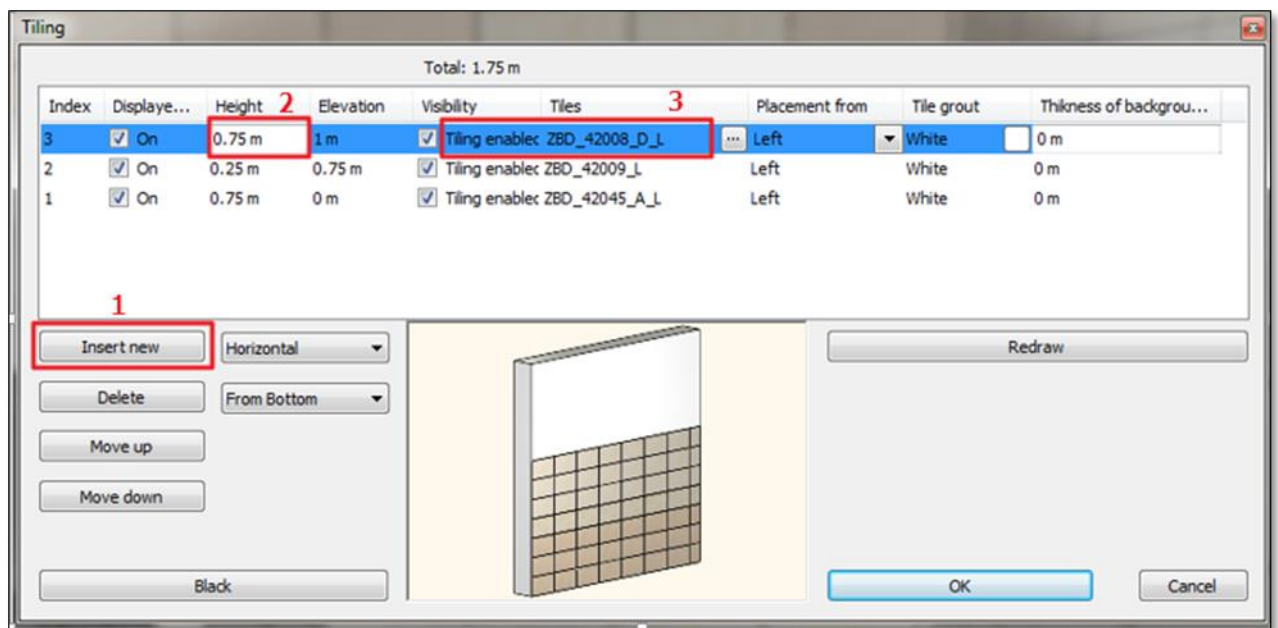 Tiling
Total: 1.75 m
Index Displaye... Height 2 Elevation Visibility Tiles 3 Placement from Tile grout Thikness of backgrou...
3 On 0.75 m 1 m Tiling enablec ZBD_42008_D_L ... Left White 0 m
2 On 0.25 m 0.75 m Tiling enablec ZBD_42009_L Left White 0 m
1 On 0.75 m 0 m Tiling enablec ZBD_42045_A_L Left White 0 m
1
Insert new Horizontal Redraw
Delete From Bottom
Move up
Move down
Black OK Cancel